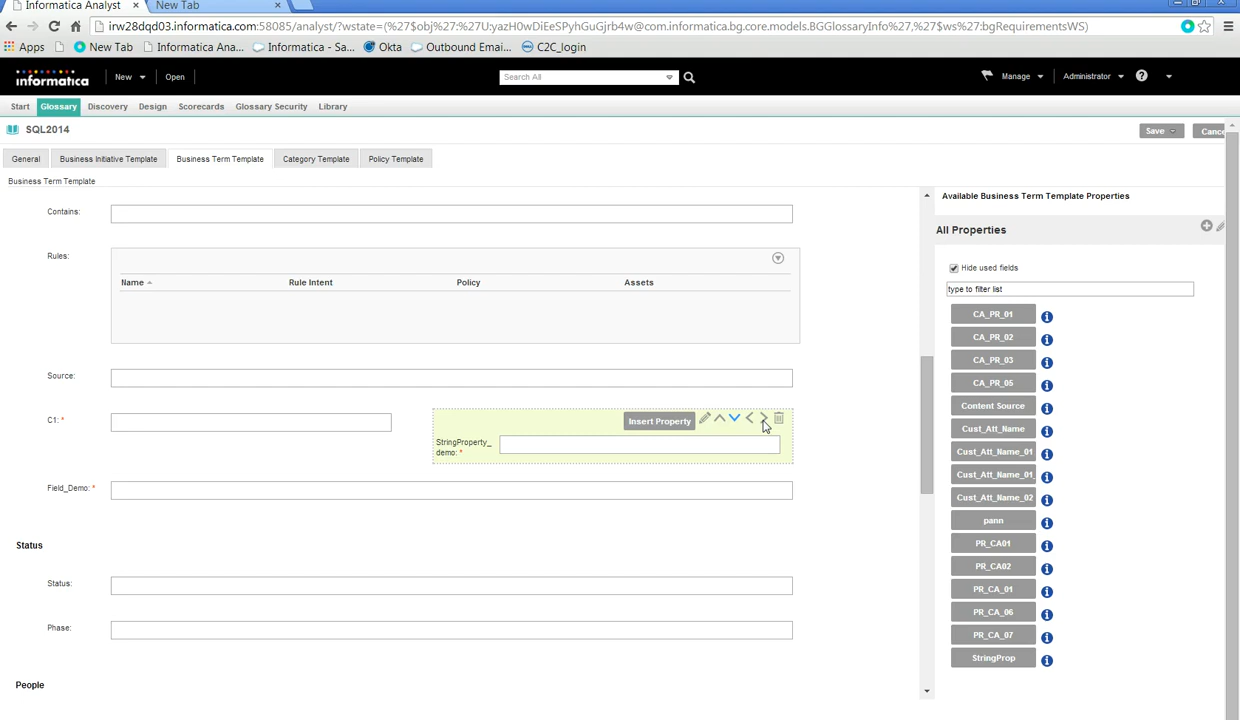 Informatica Analyst
New Tab
irw28dqd03.informatica.com:58085/analyst/?wstate=(%27$obj%27:%27U:yazH0wDiEeSPyhGuGjrb4w@com.informatica.bg.core.models.BGGlossaryInfo%27,%27$ws%27:bgRequirementsWS)
Apps New Tab Informatica Ana... Informatica - Sa... Okta Outbound Emai... C2C_login
informatica New Open Search All Manage Administrator
Start Glossary Discovery Design Scorecards Glossary Security Library
SQL2014 Save Cance
General Business Initiative Template Business Term Template Category Template Policy Template
Business Term Template
Contains:
Rules:
Name Rule Intent Policy Assets
Source:
C1: *
Insert Property
StringProperty_
demo: *
Field_Demo: *
Status
Status:
Phase:
People
Available Business Term Template Properties
All Properties
Hide used fields
type to filter list
CA_PR_01
CA_PR_02
CA_PR_03
CA_PR_05
Content Source
Cust_Att_Name
Cust_Att_Name_01
Cust_Att_Name_01_
Cust_Att_Name_02
pann
PR_CA01
PR_CA02
PR_CA_01
PR_CA_06
PR_CA_07
StringProp